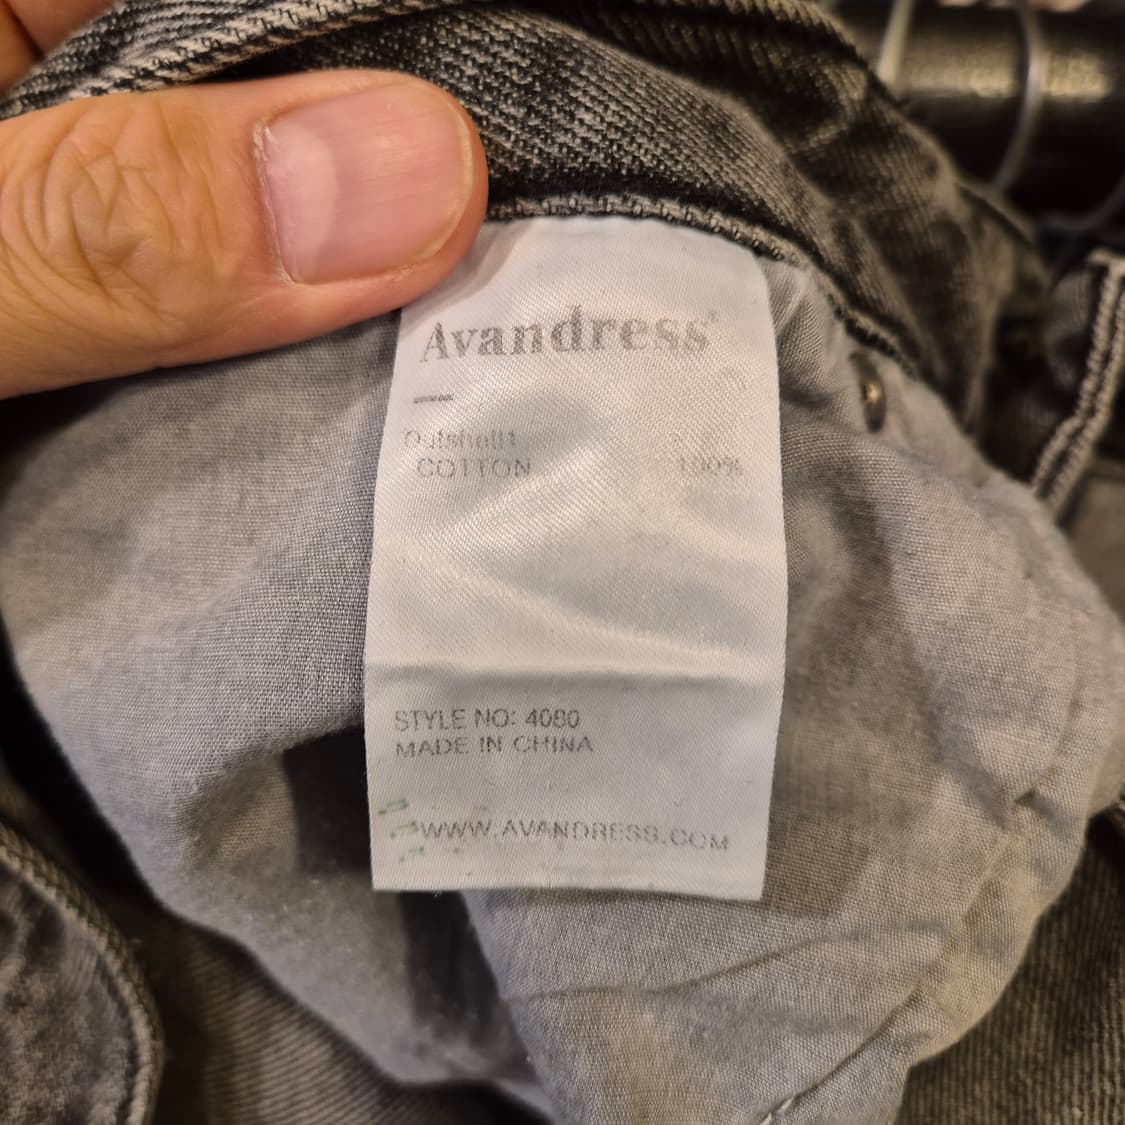 Avandress
Outshell1
COTTON 100%
STYLE NO: 4080
MADE IN CHINA
WWW.AVANDRESS.COM